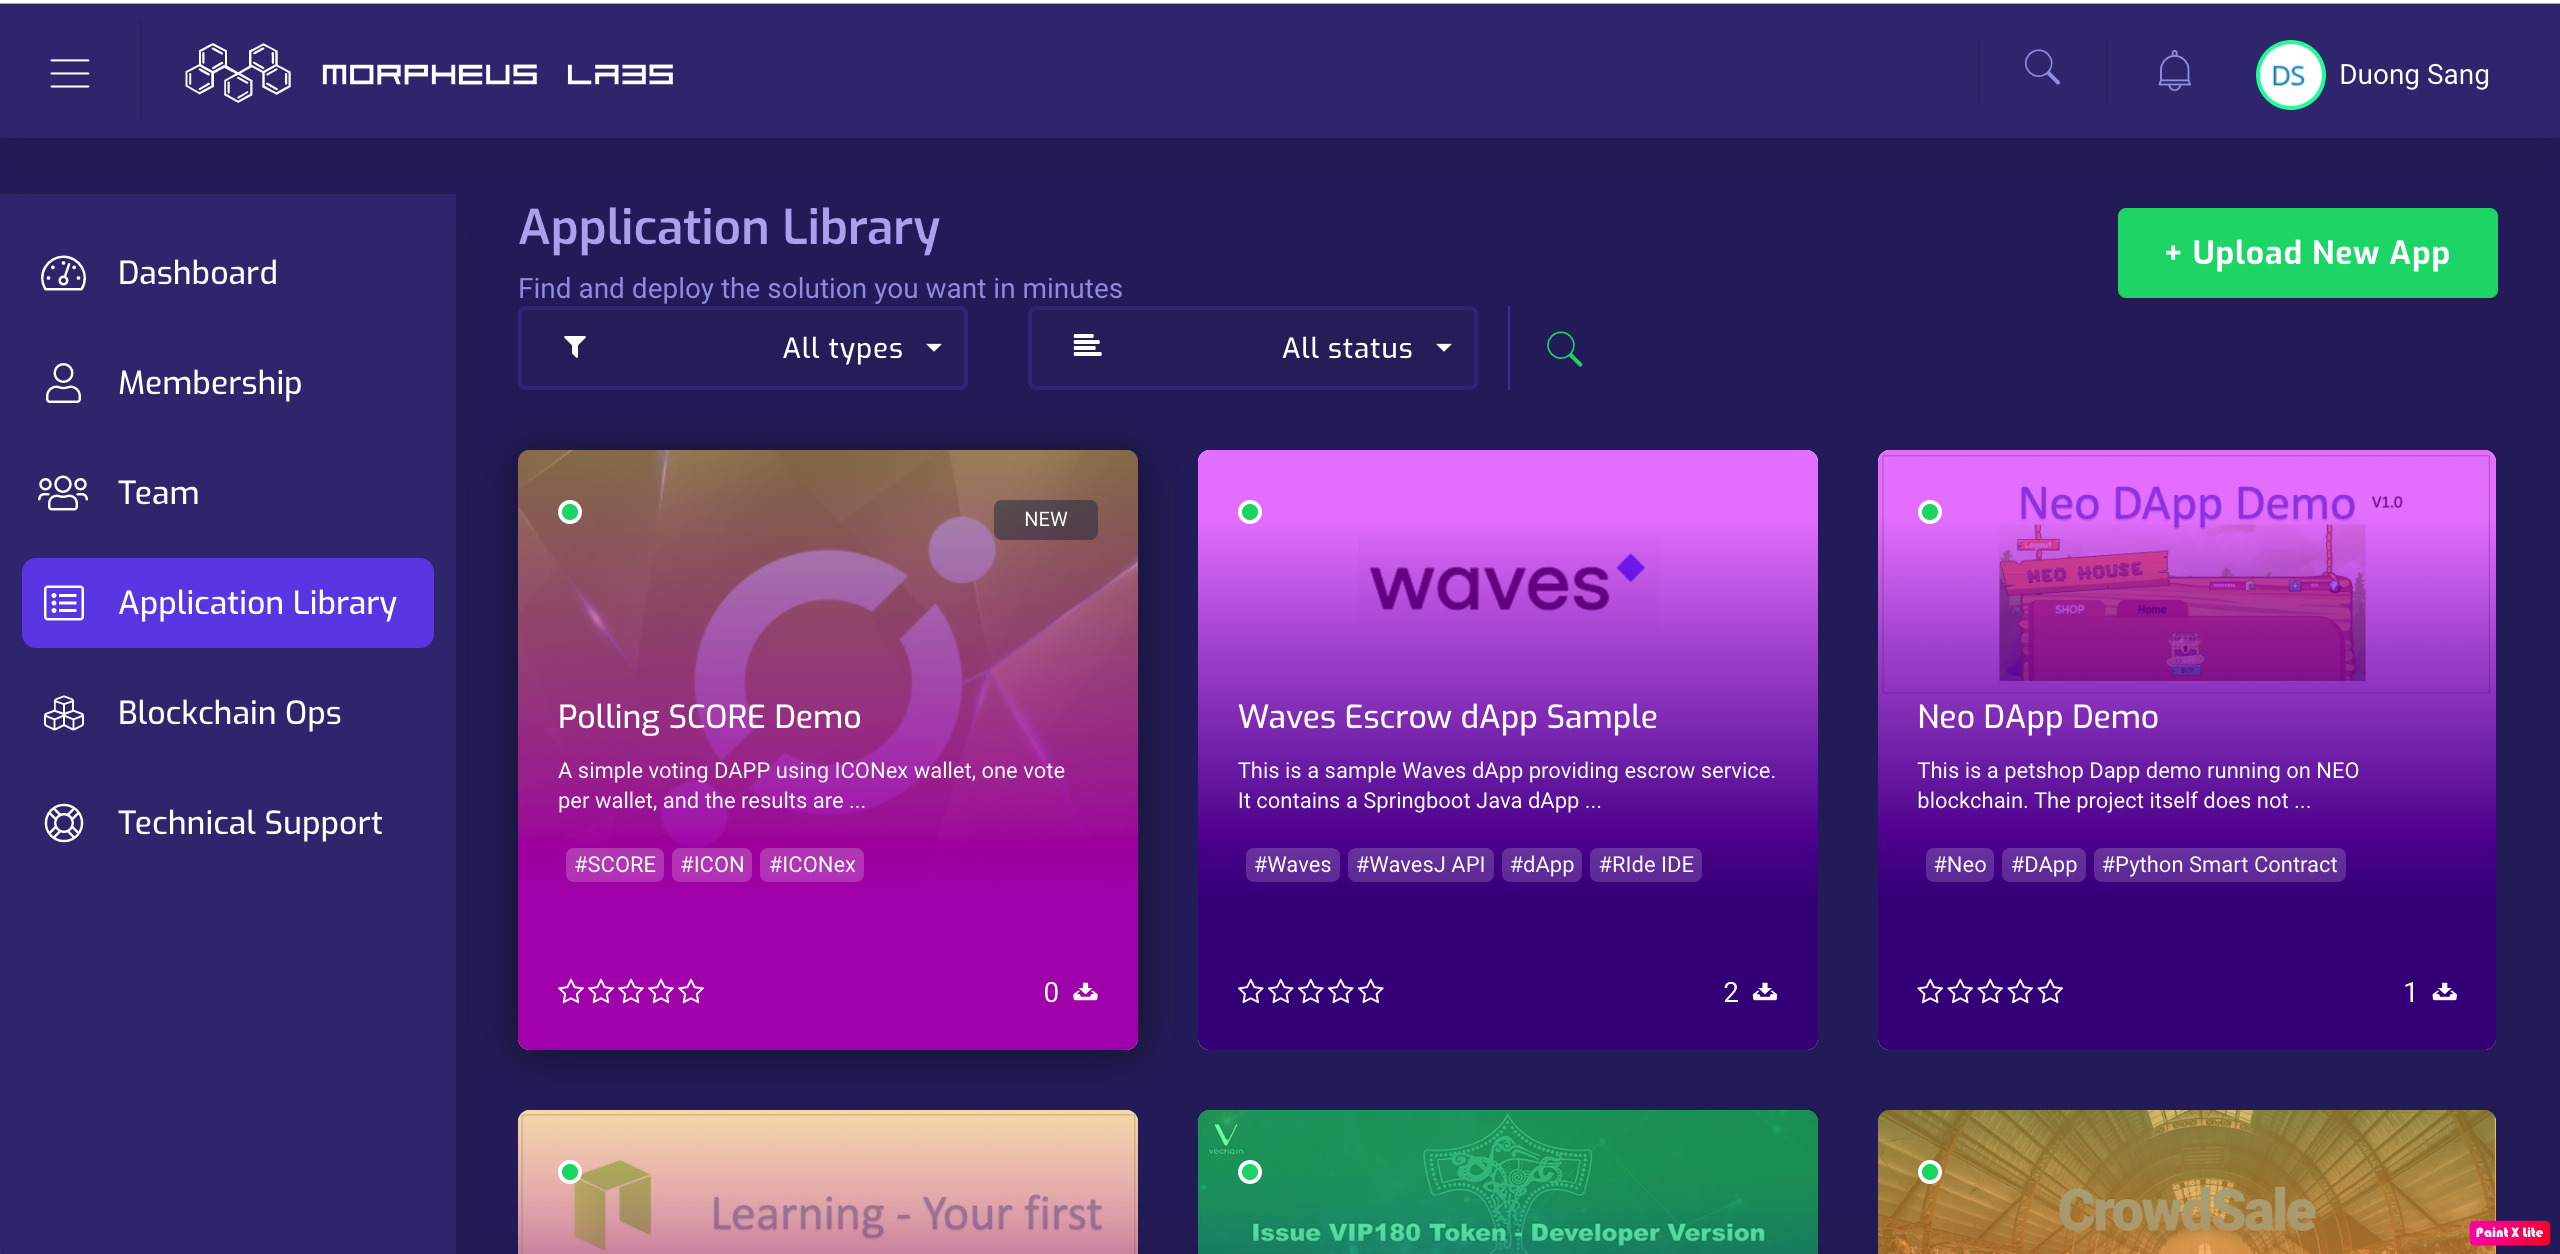 MORPHEUS LABS
DS
Duong Sang
Dashboard
Membership
Team
Application Library
Blockchain Ops
Technical Support
Application Library
Find and deploy the solution you want in minutes
+ Upload New App
All types
All status
NEW
Polling SCORE Demo
A simple voting DAPP using ICONex wallet, one vote
per wallet, and the results are ...
#SCORE #ICON #ICONex
0
waves
Waves Escrow dApp Sample
This is a sample Waves dApp providing escrow service.
It contains a Springboot Java dApp ...
#Waves #WavesJ API #dApp #RIde IDE
2
Neo DApp Demo V1.0
Logout
NEO HOUSE
SHOP Home
Neo DApp Demo
This is a petshop Dapp demo running on NEO
blockchain. The project itself does not ...
#Neo #DApp #Python Smart Contract
1
Learning - Your first
vechain
Issue VIP180 Token - Developer Version
CrowdSale
Paint X Lite